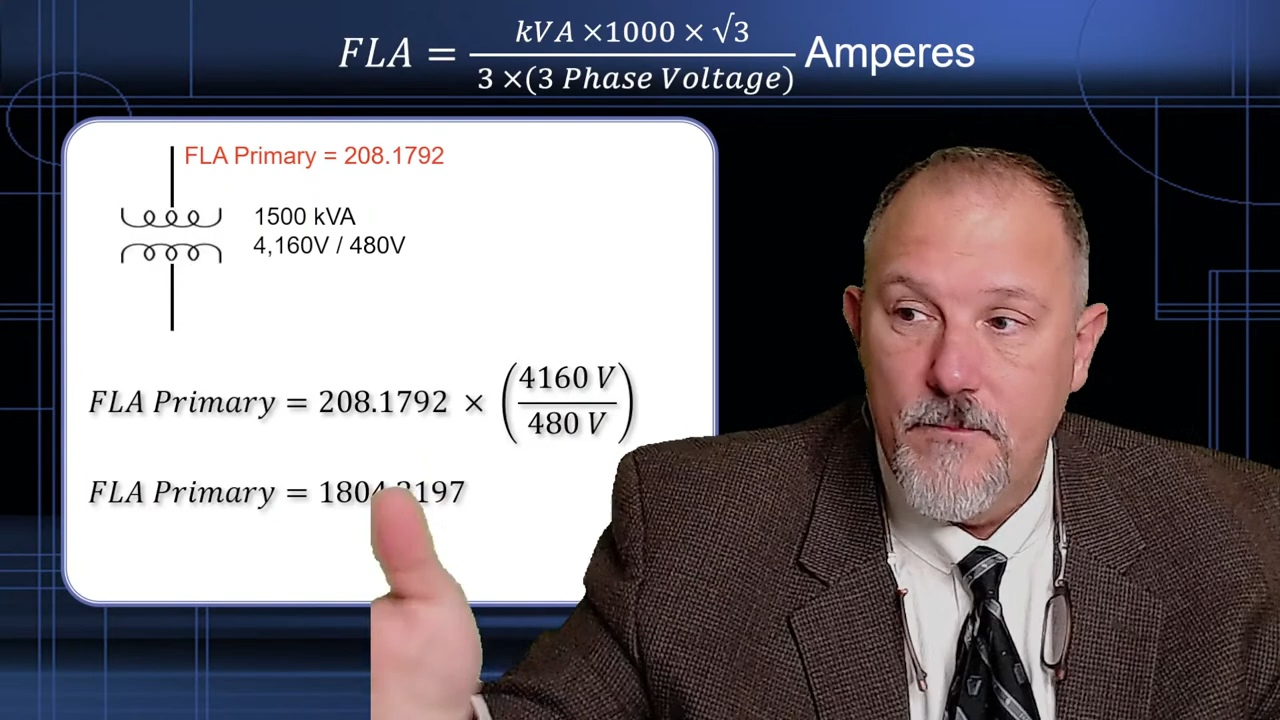 FLA = kVA ×1000 × √3 / 3 ×(3 Phase Voltage) Amperes
FLA Primary = 208.1792
1500 kVA
4,160V / 480V
FLA Primary = 208.1792 × (4160 V / 480 V)
FLA Primary =